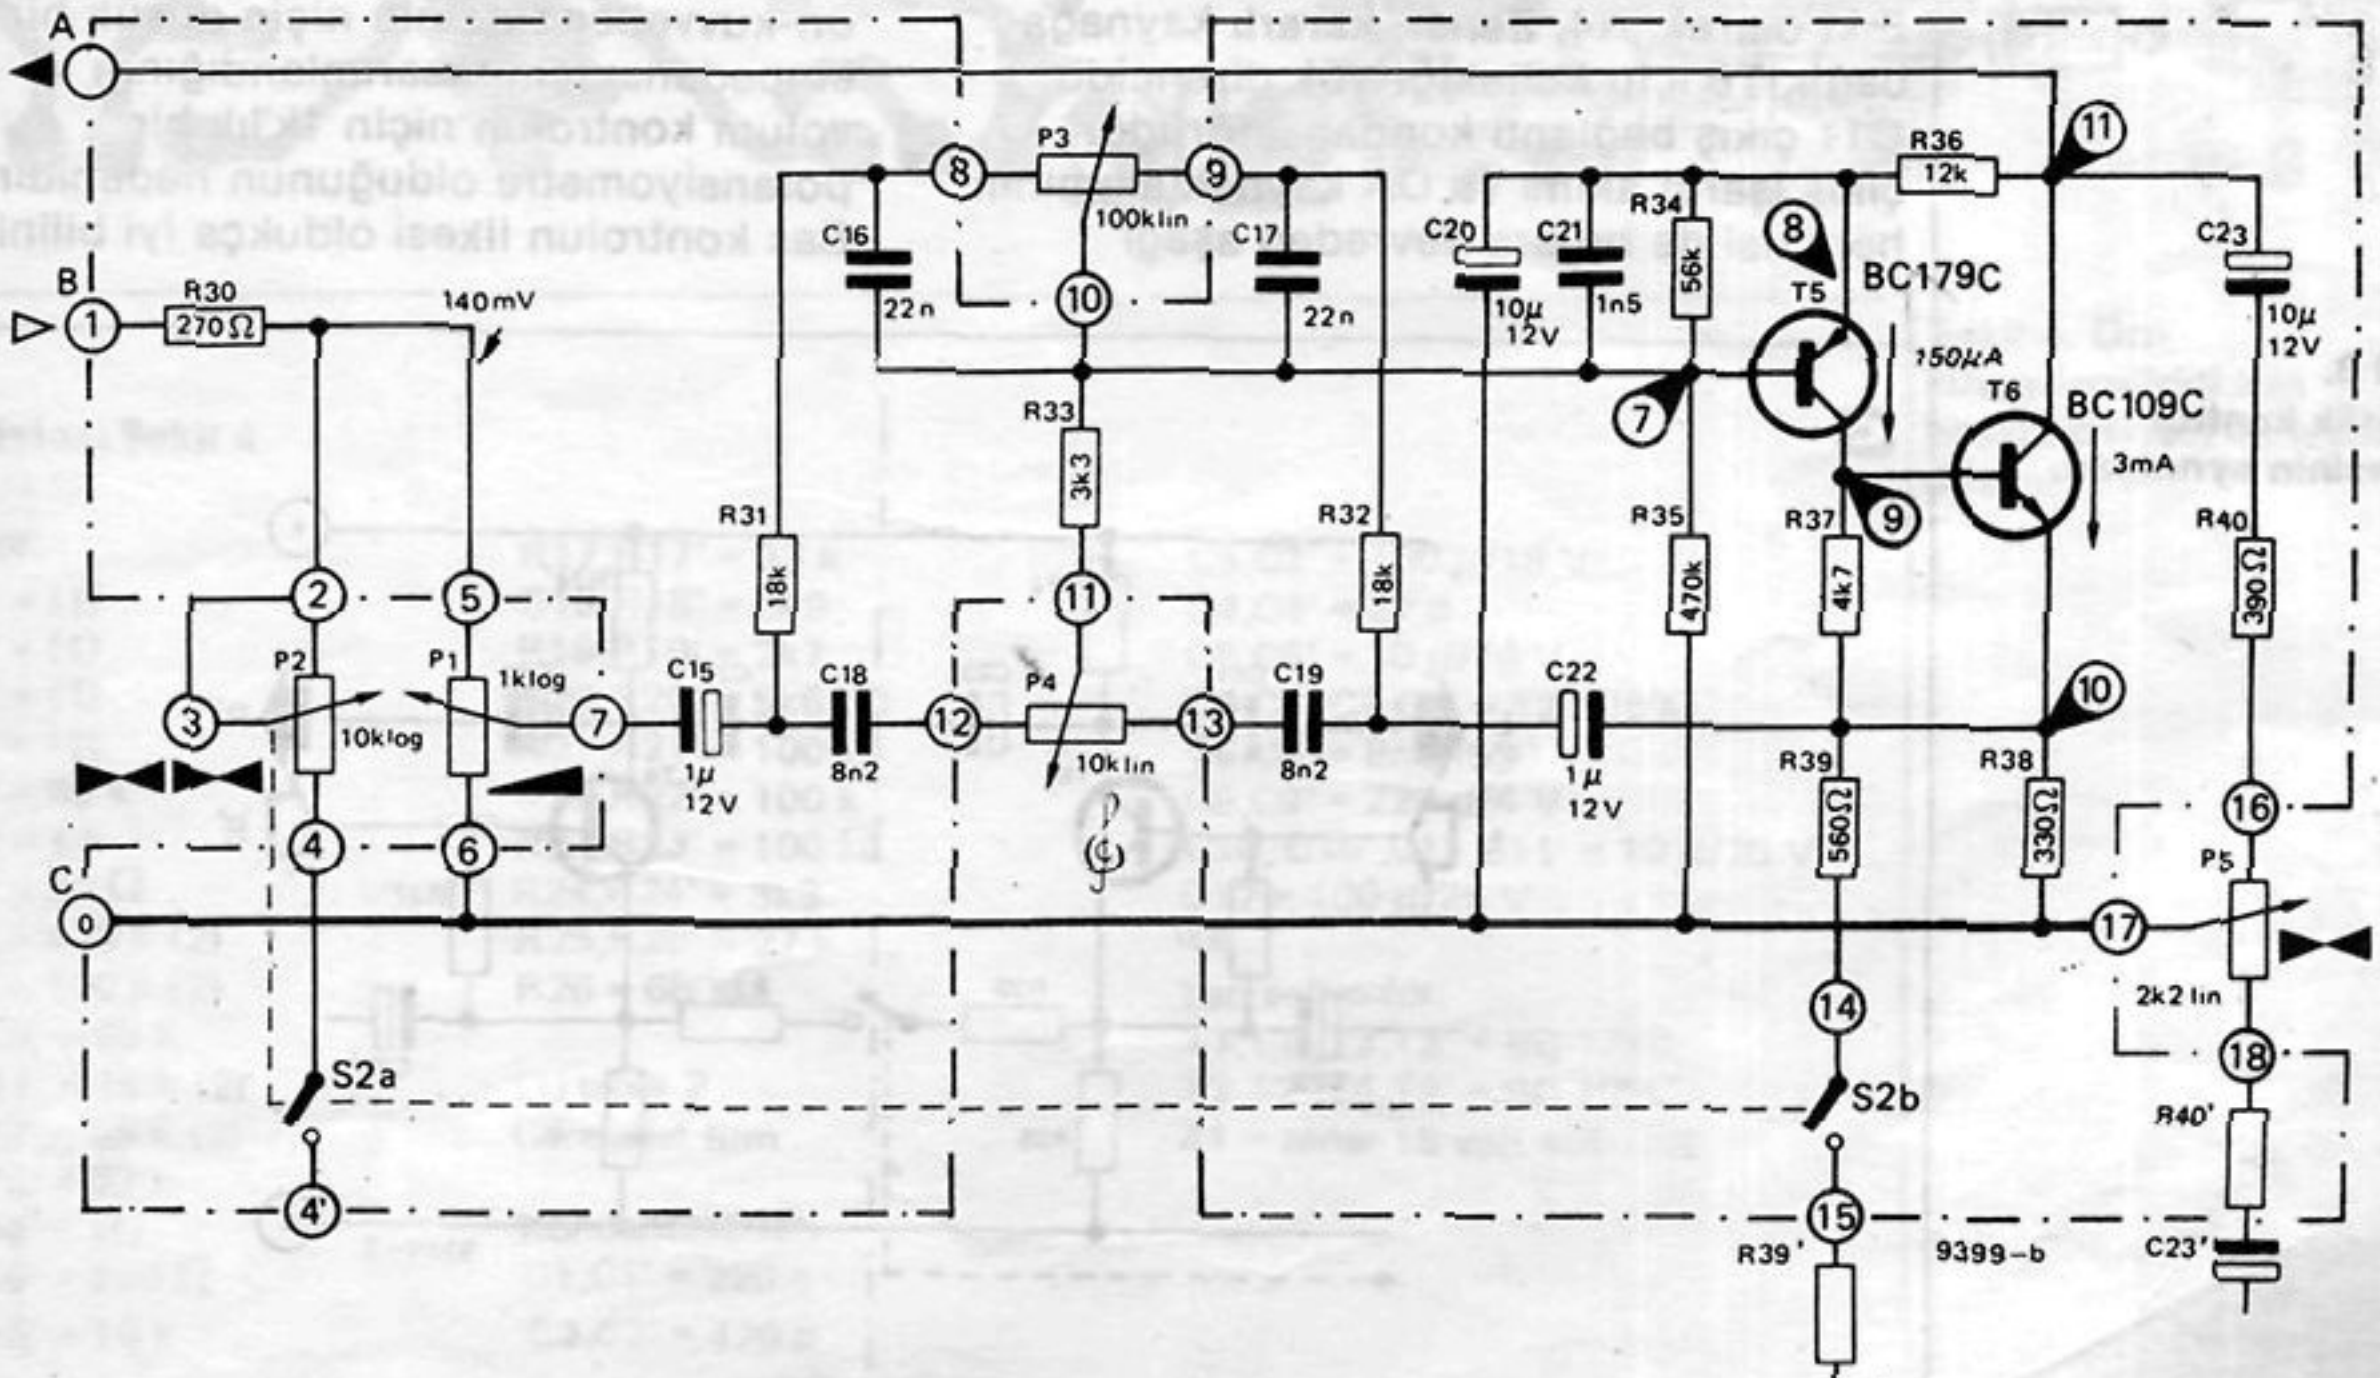 A
B
C
1
0
R30
270Ω
140mV
2
5
3
P2
10klog
P1
1klog
7
4
6
S2a
4'
C15
1µ
12V
R31
18k
C18
8n2
C16
22n
8
P3
100klin
9
10
R33
3k3
11
12
P4
10klin
13
C17
22n
C19
8n2
R32
18k
C20
10µ
12V
C21
1n5
R34
56k
7
R35
470k
C22
1µ
12V
8
T5
BC179C
R36
12k
11
T6
BC109C
3mA
9
R37
4k7
10
R39
560Ω
R38
330Ω
14
S2b
15
R39'
9399-b
C23
10µ
12V
R40
390Ω
16
P5
2k2 lin
17
18
R40'
C23'